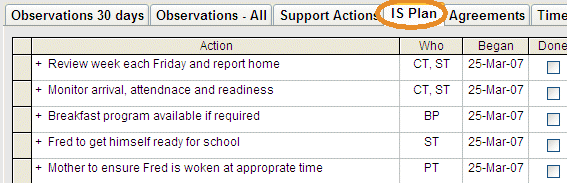 Observations 30 days Observations - All Support Actions IS Plan Agreements Time
Action Who Began Done
+ Review week each Friday and report home CT, ST 25-Mar-07
+ Monitor arrival, attednace and readiness CT, ST 25-Mar-07
+ Breakfast program available if required BP 25-Mar-07
+ Fred to get himself ready for school ST 25-Mar-07
+ Mother to ensure Fred is woken at approprate time PT 25-Mar-07